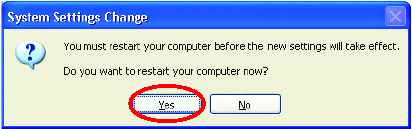 System Settings Change
You must restart your computer before the new settings will take effect.
Do you want to restart your computer now?
Yes No